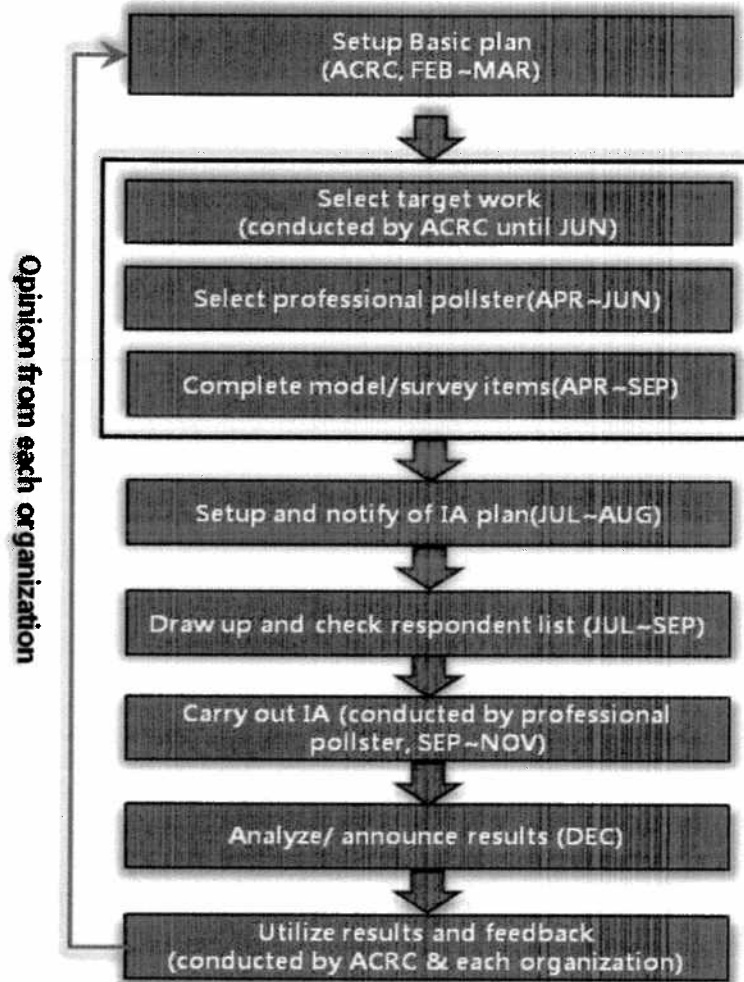 Setup Basic plan
(ACRC, FEB~MAR)
Select target work
(conducted by ACRC until JUN)
Select professional pollster(APR~JUN)
Complete model/survey items(APR~SEP)
Setup and notify of IA plan(JUL~AUG)
Draw up and check respondent list (JUL~SEP)
Carry out IA (conducted by professional
pollster, SEP~NOV)
Analyze/ announce results (DEC)
Utilize results and feedback
(conducted by ACRC & each organization)
Opinion from each organization